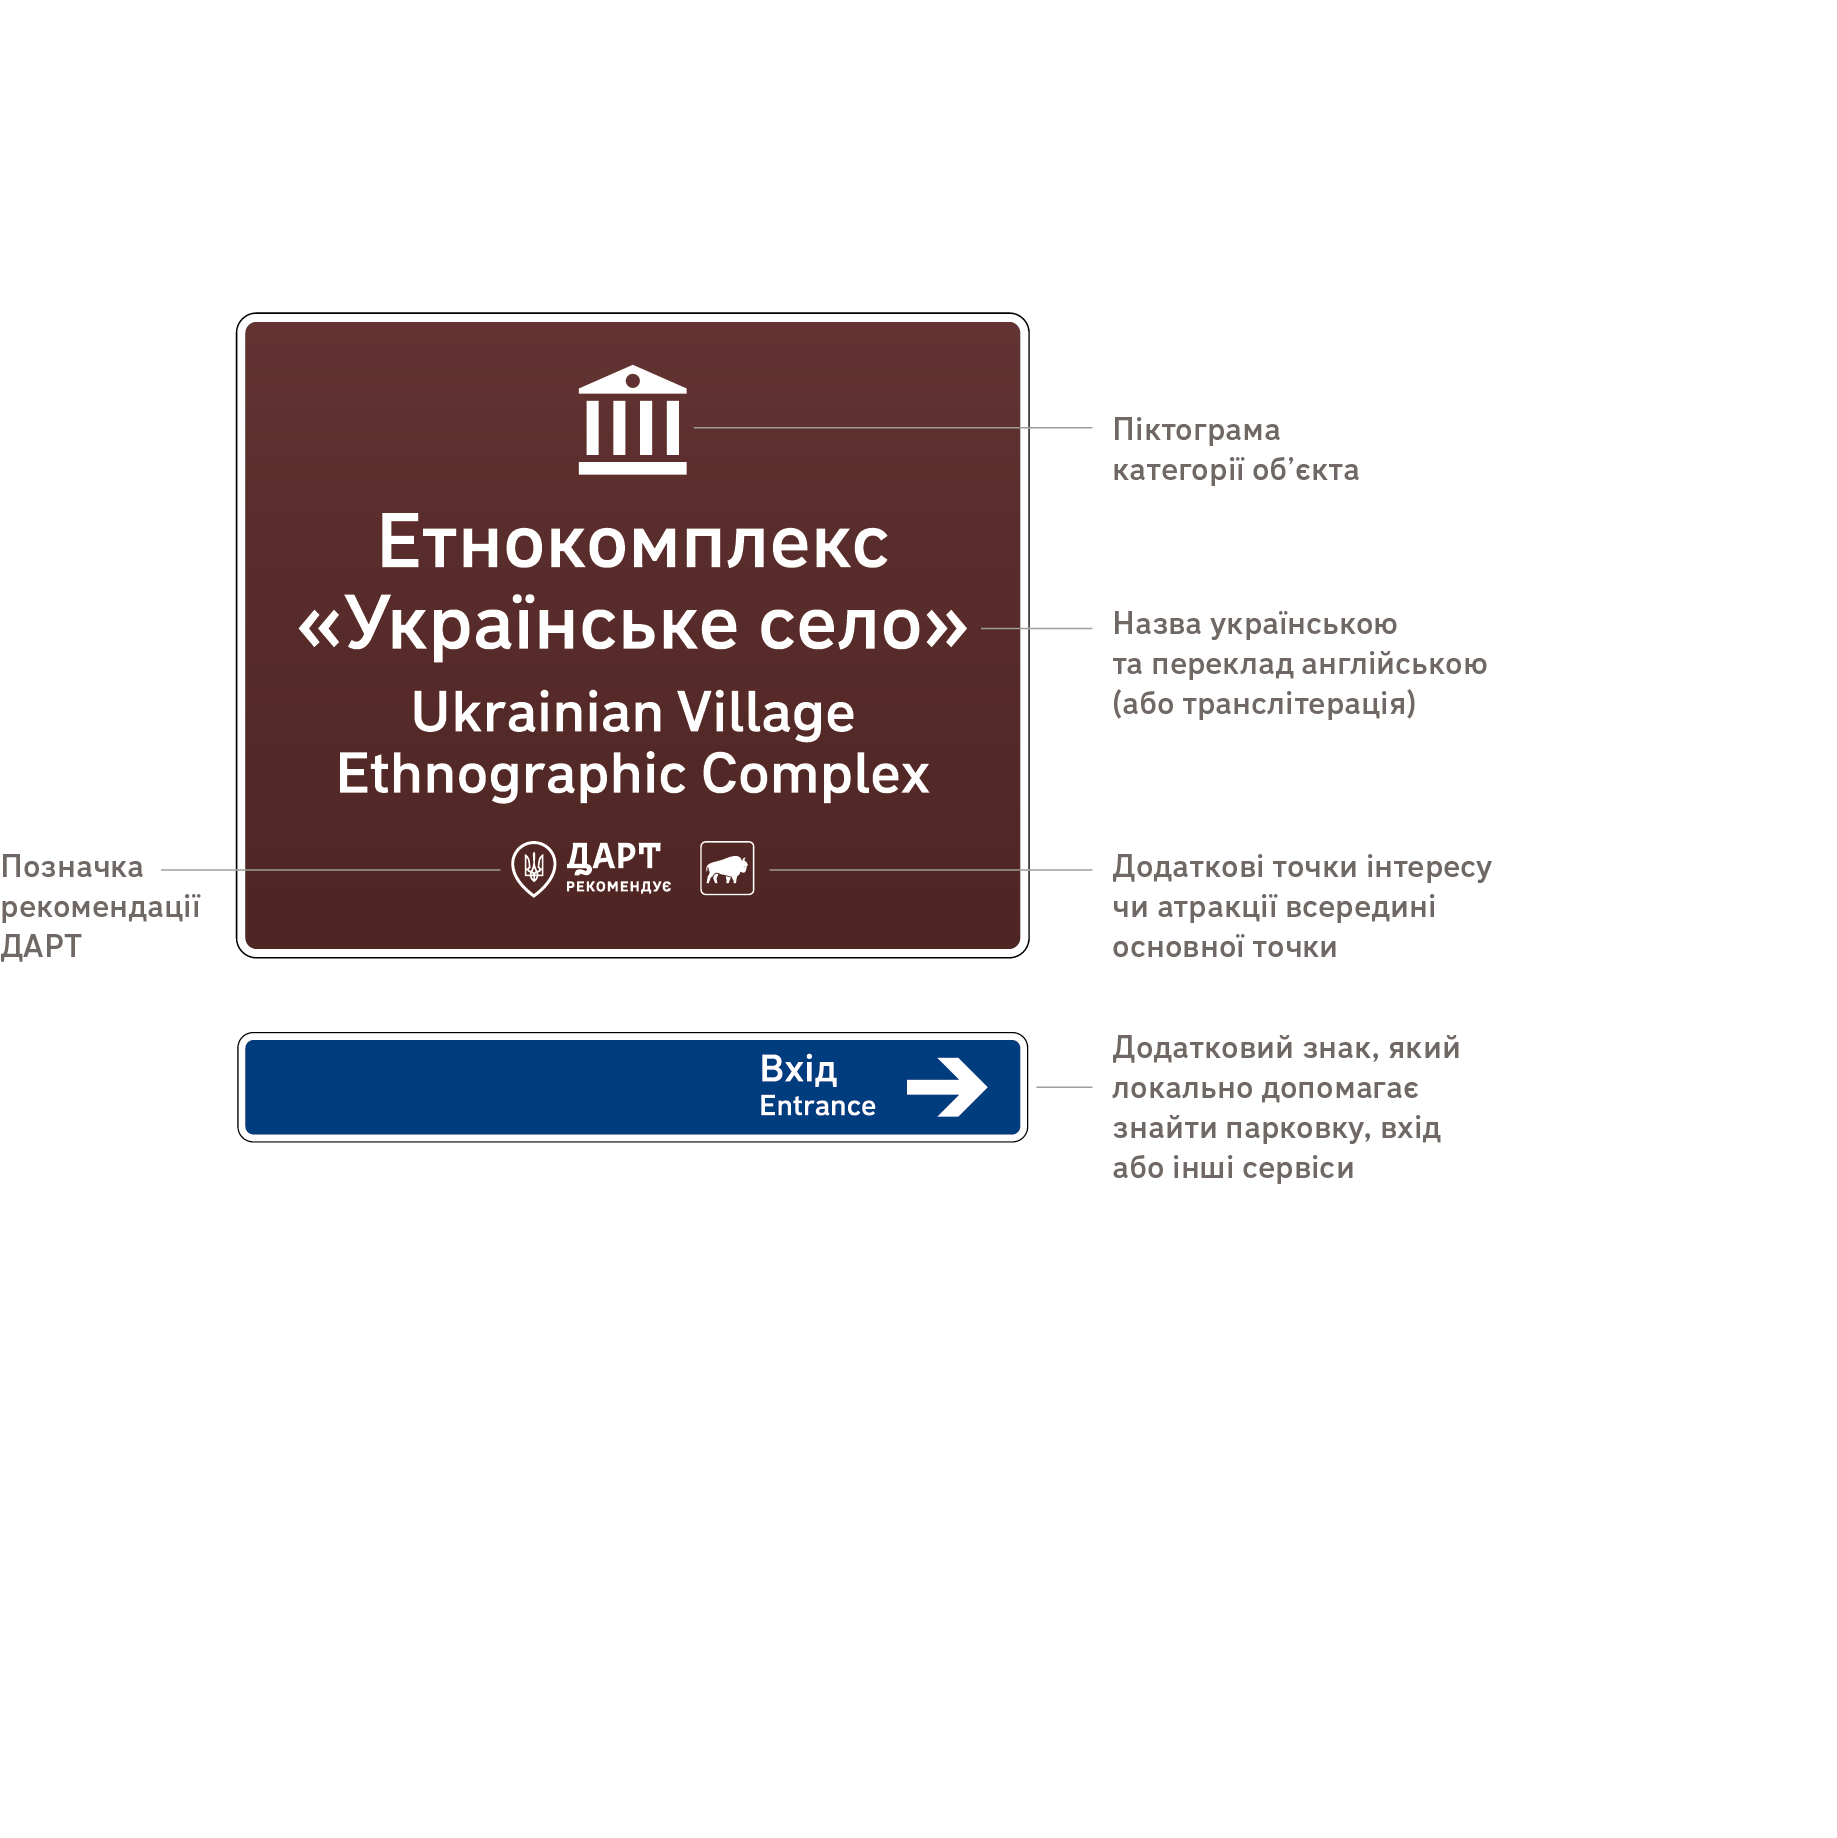 Етнокомплекс
«Українське село»
Ukrainian Village
Ethnographic Complex
ДАРТ
РЕКОМЕНДУЄ
Піктограма
категорії об’єкта
Назва українською
та переклад англійською
(або транслітерація)
Позначка
рекомендації
ДАРТ
Додаткові точки інтересу
чи атракції всередині
основної точки
Вхід
Entrance
Додатковий знак, який
локально допомагає
знайти парковку, вхід
або інші сервіси